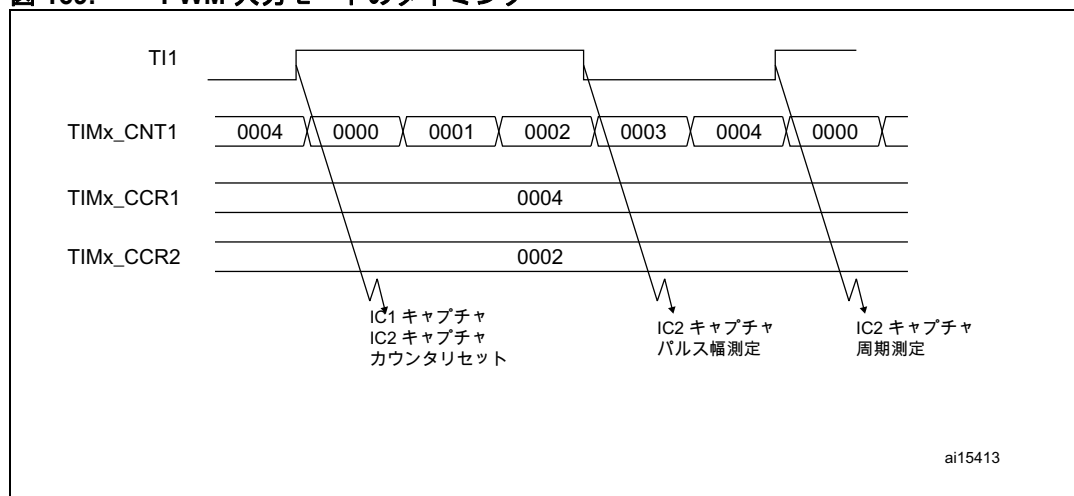 TI1
TIMx_CNT1 0004 0000 0001 0002 0003 0004 0000
TIMx_CCR1 0004
TIMx_CCR2 0002
IC1 キャプチャ
IC2 キャプチャ
カウンタリセット
IC2 キャプチャ
パルス幅測定
IC2 キャプチャ
周期測定
ai15413